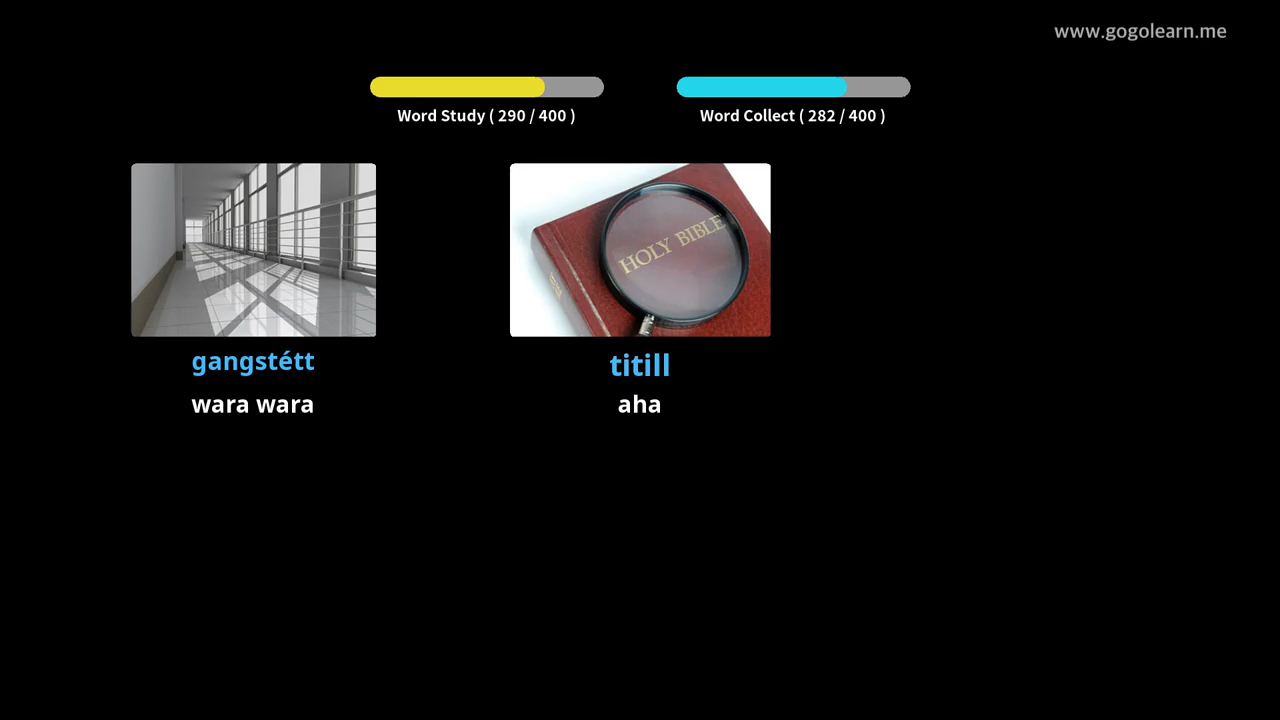 www.gogolearn.me
Word Study ( 290 / 400 )
Word Collect ( 282 / 400 )
HOLY BIBLE
gangstétt
titill
wara wara
aha